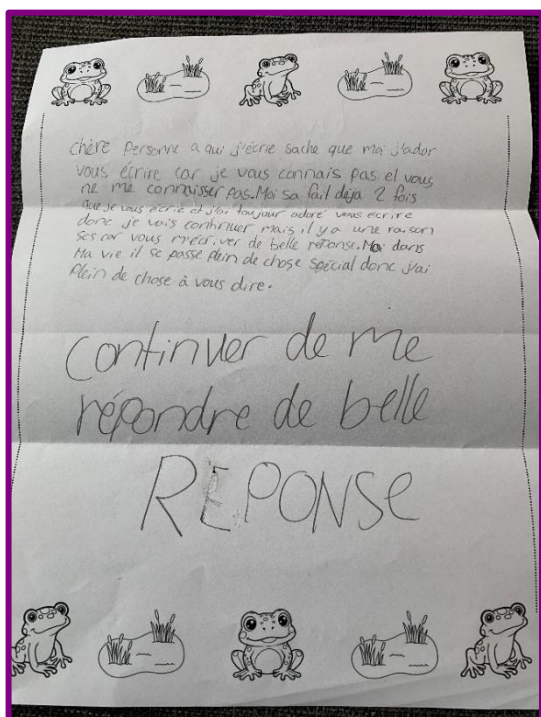 chère Personne a qui j'écrie sache que moi j'ador
vous écrire car je vous connais pas et vous
ne me connaisser pas. Moi sa fait déja 2 fois
que je vous écrie et j'ai toujour adoré vous écrire
donc je vais continuer mais il y a une raison
ses car vous m'écriver de belle réponse. Moi dans
Ma vie il se passe plein de chose spécial donc j'ai
Plein de chose à vous dire.
Continuer de me
répondre de belle
REPONSE